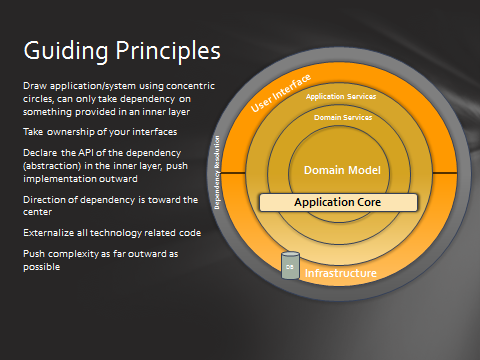 Guiding Principles
Draw application/system using concentric
circles, can only take dependency on
something provided in an inner layer
Take ownership of your interfaces
Declare the API of the dependency
(abstraction) in the inner layer, push
implementation outward
Direction of dependency is toward the
center
Externalize all technology related code
Push complexity as far outward as
possible
Dependency Resolution
User Interface
Application Services
Domain Services
Domain Model
Application Core
DB
Infrastructure